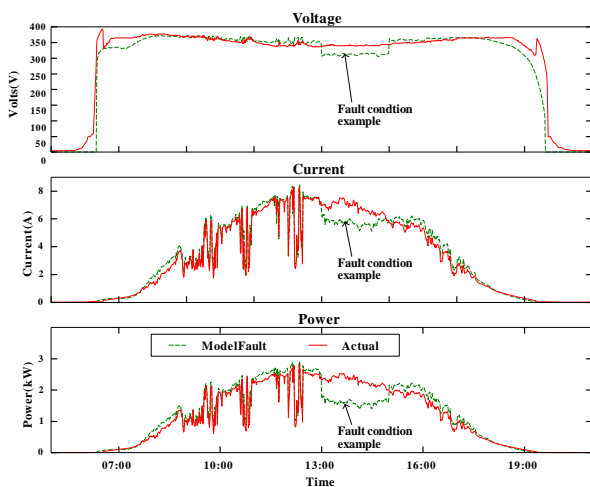 Voltage
400
350
300
250
200
150
100
50
0
Volts(V)
Fault condtion
example
Current
8
6
4
2
0
Current(A)
Fault condtion
example
Power
ModelFault
Actual
3
2
1
0
Power(kW)
Fault condtion
example
07:00
10:00
13:00
16:00
19:00
Time